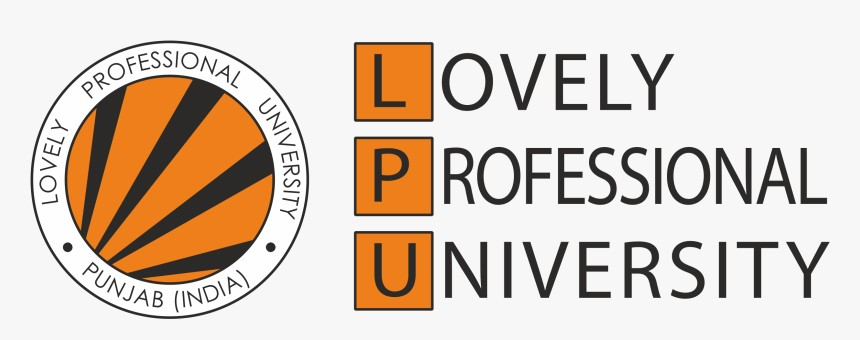 LOVELY PROFESSIONAL UNIVERSITY
PUNJAB (INDIA)
LOVELY
PROFESSIONAL
UNIVERSITY